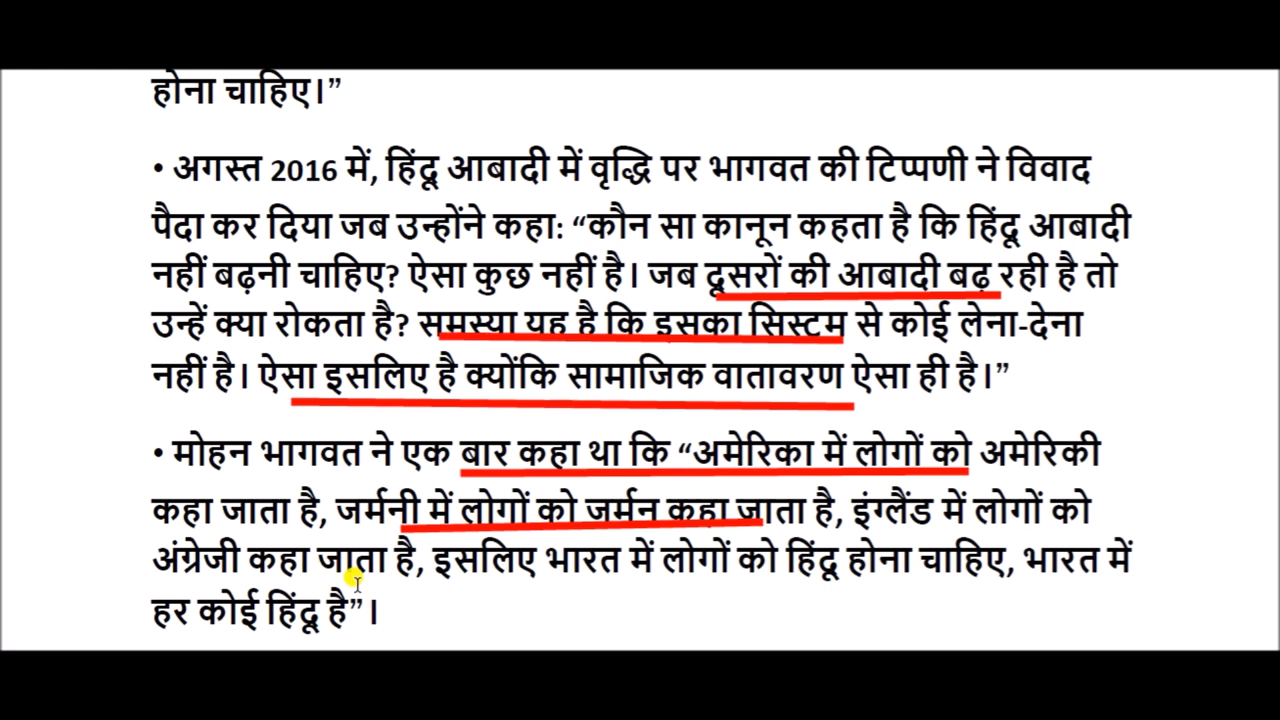 होना चाहिए।”
• अगस्त 2016 में, हिंदू आबादी में वृद्धि पर भागवत की टिप्पणी ने विवाद
पैदा कर दिया जब उन्होंने कहा: “कौन सा कानून कहता है कि हिंदू आबादी
नहीं बढ़नी चाहिए? ऐसा कुछ नहीं है। जब दूसरों की आबादी बढ़ रही है तो
उन्हें क्या रोकता है? समस्या यह है कि इसका सिस्टम से कोई लेना-देना
नहीं है। ऐसा इसलिए है क्योंकि सामाजिक वातावरण ऐसा ही है।”
• मोहन भागवत ने एक बार कहा था कि “अमेरिका में लोगों को अमेरिकी
कहा जाता है, जर्मनी में लोगों को जर्मन कहा जाता है, इंग्लैंड में लोगों को
अंग्रेजी कहा जाता है, इसलिए भारत में लोगों को हिंदू होना चाहिए, भारत में
हर कोई हिंदू है”।